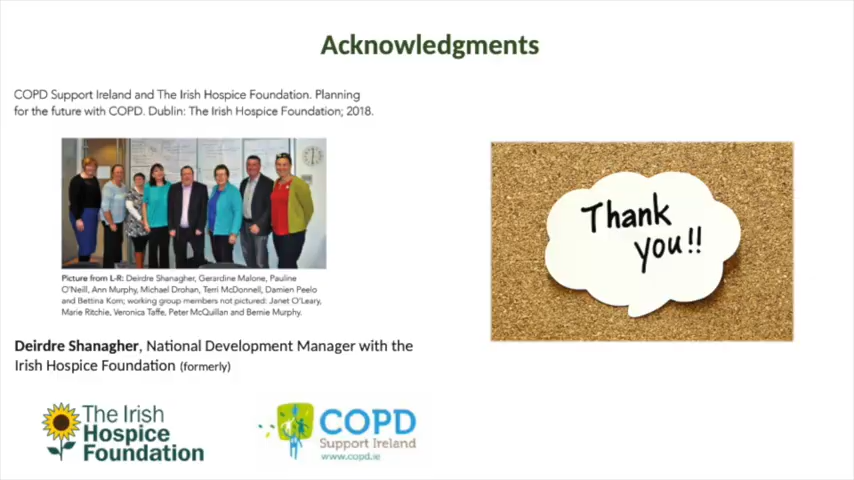 Acknowledgments
COPD Support Ireland and The Irish Hospice Foundation. Planning
for the future with COPD. Dublin: The Irish Hospice Foundation; 2018.
Picture from L-R: Deirdre Shanagher, Gerardine Malone, Pauline
O'Neill, Ann Murphy, Michael Drohan, Terri McDonnell, Damien Peelo
and Bettina Korn; working group members not pictured: Janet O'Leary,
Marie Ritchie, Veronica Taffe, Peter McQuillan and Bernie Murphy.
Deirdre Shanagher, National Development Manager with the
Irish Hospice Foundation (formerly)
The Irish
Hospice
Foundation
COPD
Support Ireland
www.copd.ie
Thank
you!!